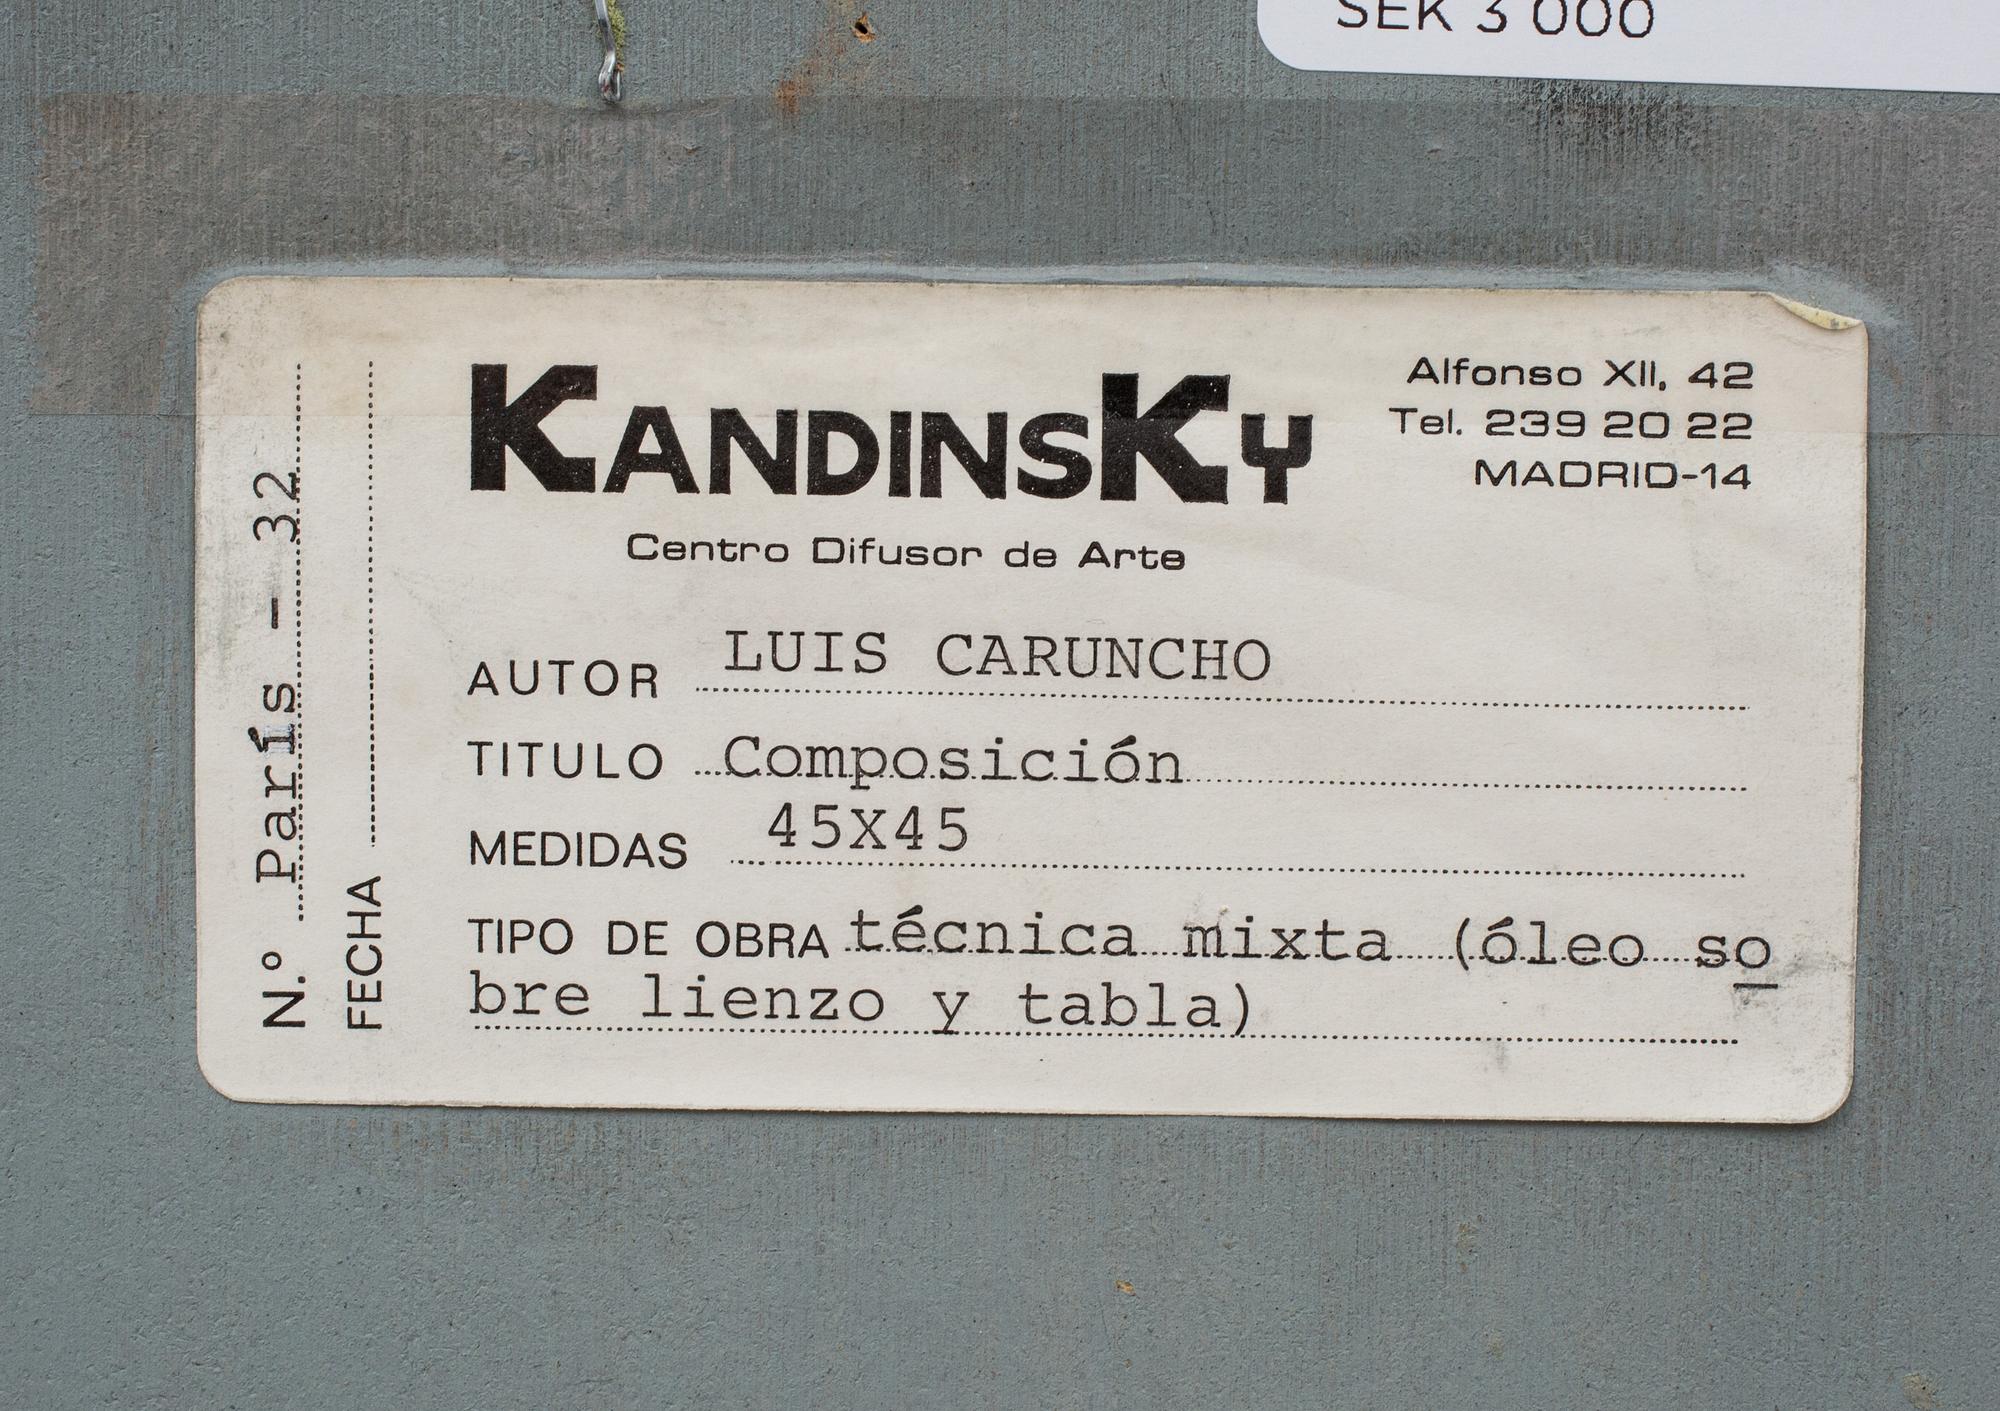 SEK 3 000
KANDINSKY
Centro Difusor de Arte
Alfonso XII, 42
Tel. 239 20 22
MADRID-14
N.º París - 32
FECHA
AUTOR LUIS CARUNCHO
TITULO Composición
MEDIDAS 45X45
TIPO DE OBRA técnica mixta (óleo so
bre lienzo y tabla)